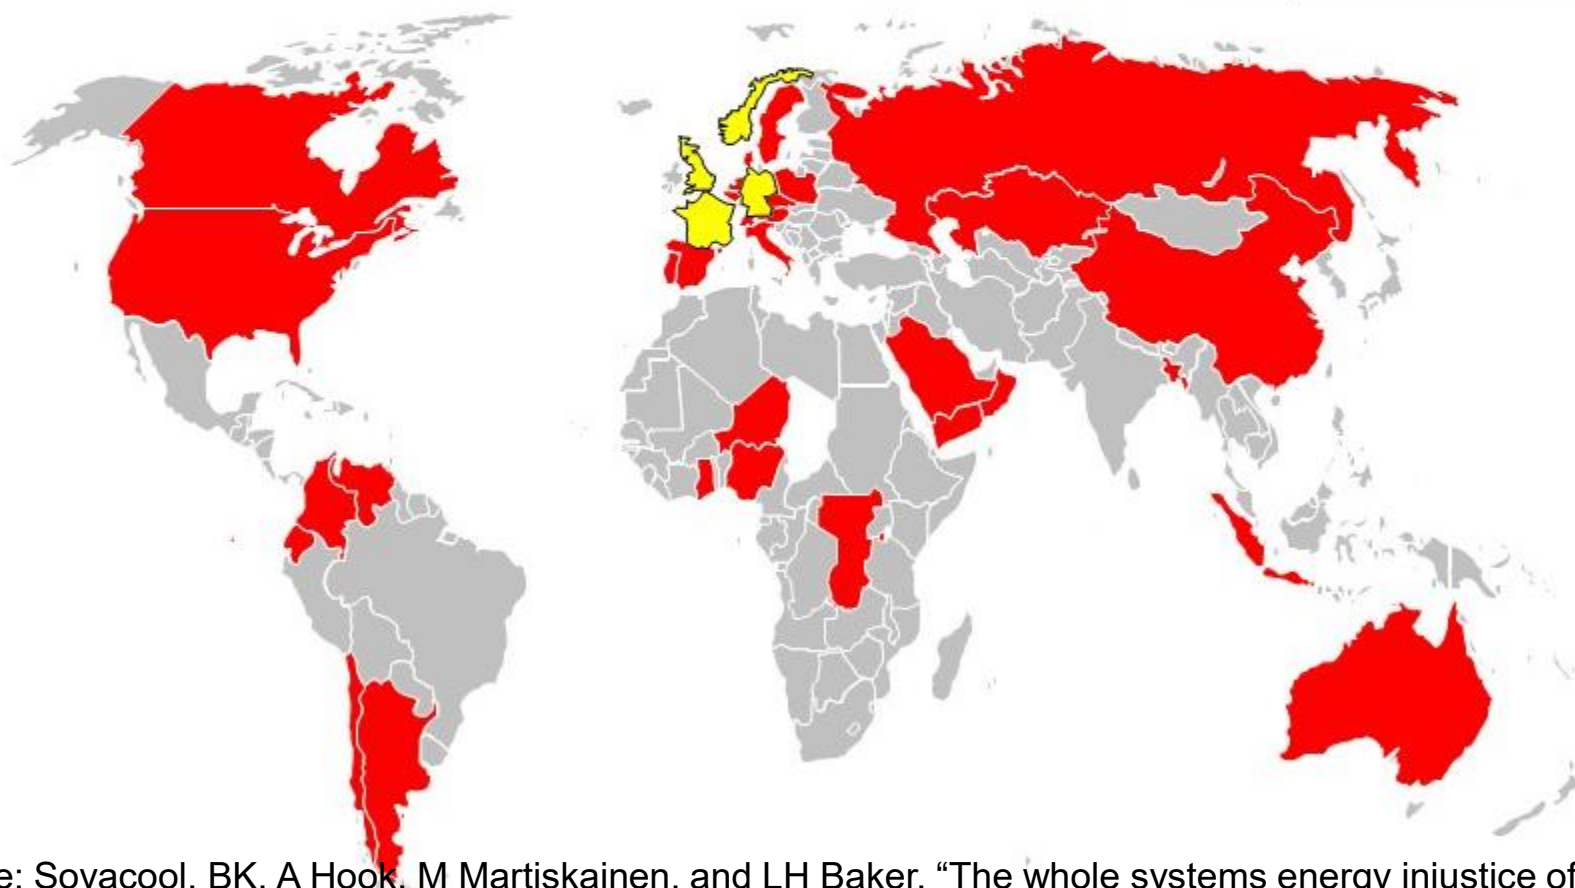 e: Sovacool, BK, A Hook, M Martiskainen, and LH Baker. “The whole systems energy injustice of